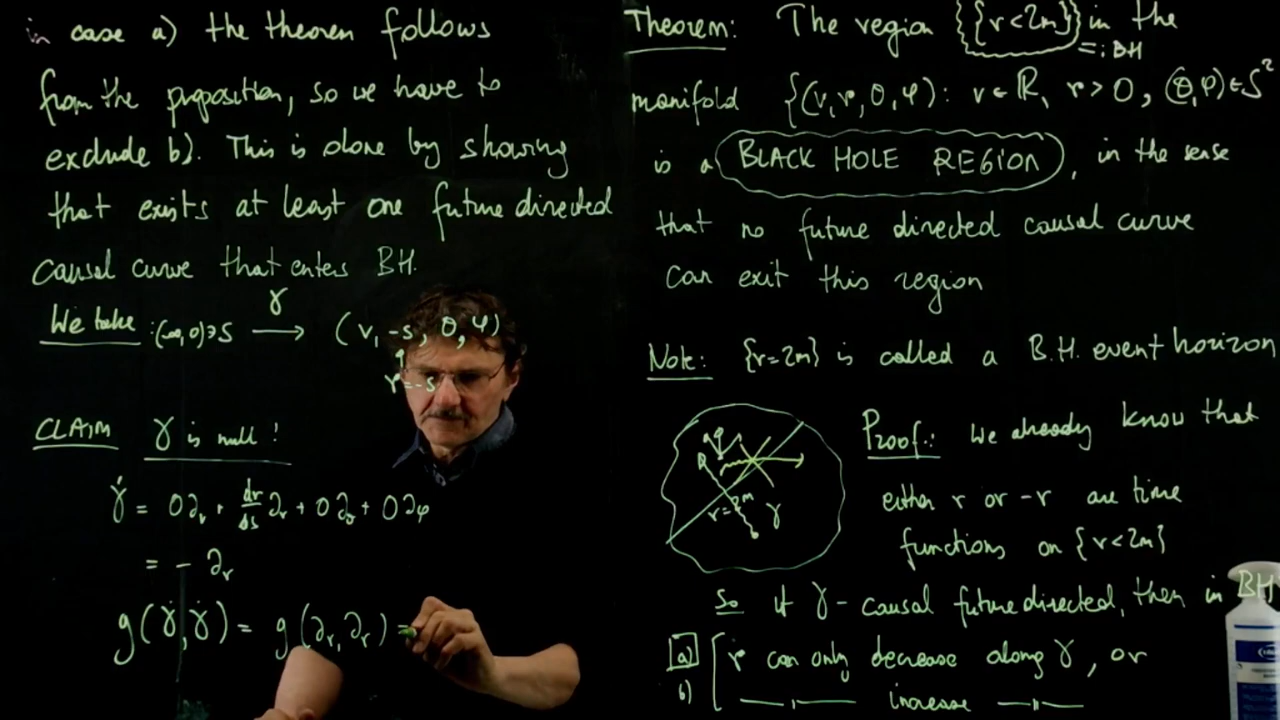 in case a) the theorem follows
from the proposition, so we have to
exclude b). This is done by showing
that exists at least one future directed
causal curve that enters BH.
We take : (-∞,0)∋s ⟶γ (v, -s, θ, φ)
r=-s
CLAIM γ is null !
γ̇ = 0∂ᵥ + dr/ds ∂ᵣ + 0∂_θ + 0∂_φ
= - ∂ᵣ
g(γ̇,γ̇) = g(∂ᵣ,∂ᵣ) =
Theorem: The region {r<2m} in the
=: BH
manifold {(v,r,θ,φ): v∈ℝ, r>0, (θ,φ)∈S²
is a BLACK HOLE REGION, in the sense
that no future directed causal curve
can exit this region
Note: {r=2m} is called a B.H. event horizon
r=2m
γ
Proof: We already know that
either r or -r are time
functions on {r<2m}
So if γ - causal future directed, then in BH
a) r can only decrease along γ, or
b) —||— increase —||—